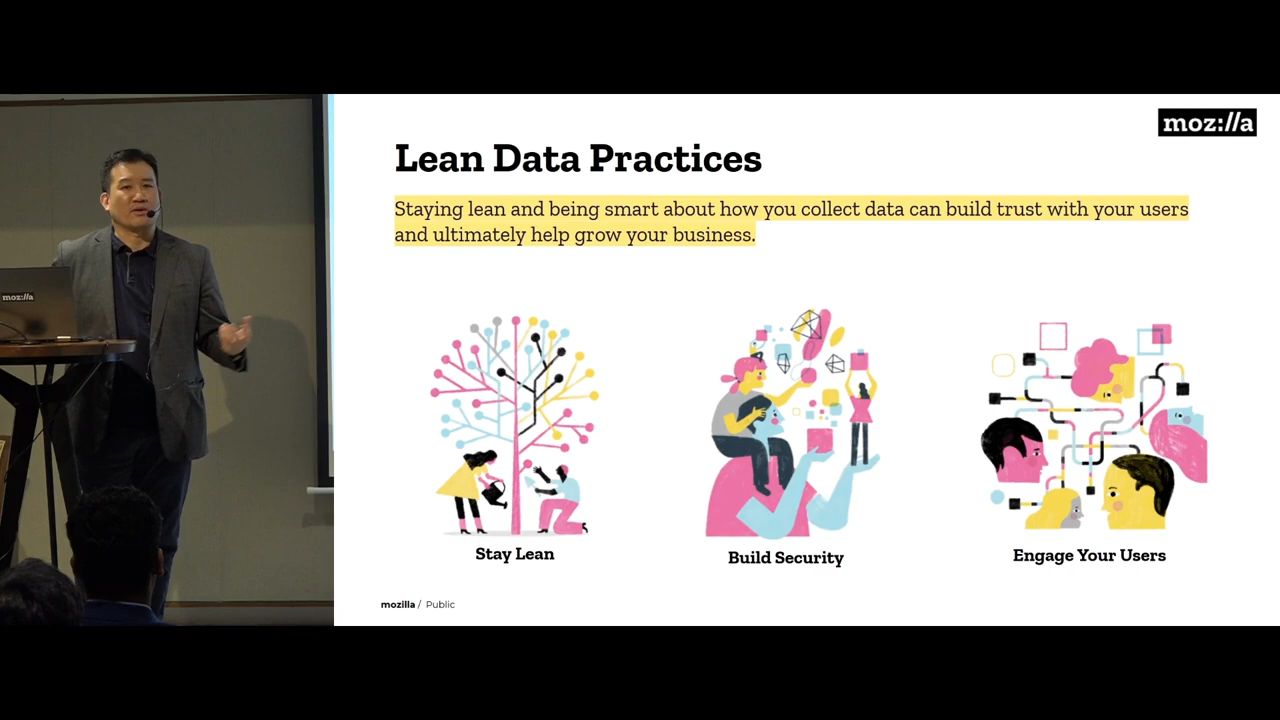 moz://a
Lean Data Practices
Staying lean and being smart about how you collect data can build trust with your users
and ultimately help grow your business.
moz://a
Stay Lean
Build Security
Engage Your Users
mozilla / Public